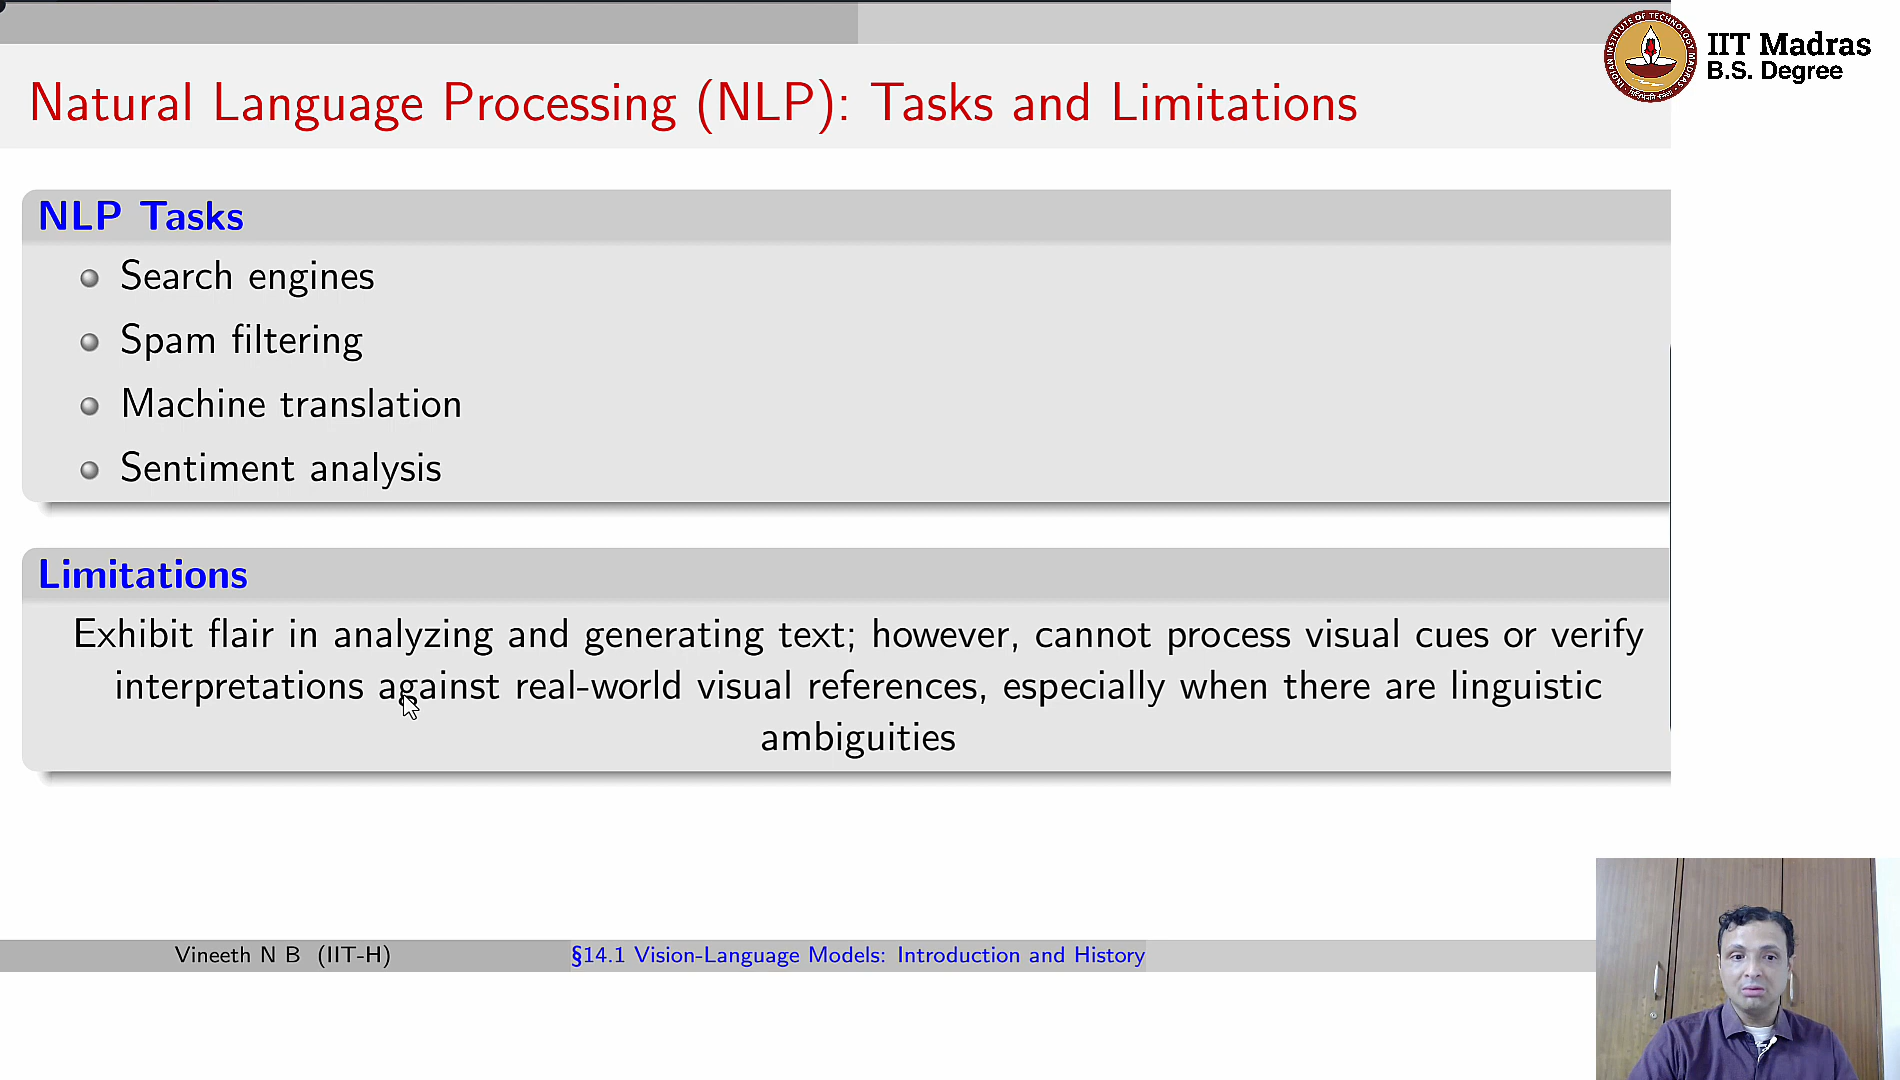 IIT Madras
B.S. Degree
Natural Language Processing (NLP): Tasks and Limitations
NLP Tasks
Search engines
Spam filtering
Machine translation
Sentiment analysis
Limitations
Exhibit flair in analyzing and generating text; however, cannot process visual cues or verify
interpretations against real-world visual references, especially when there are linguistic
ambiguities
Vineeth N B (IIT-H)
§14.1 Vision-Language Models: Introduction and History